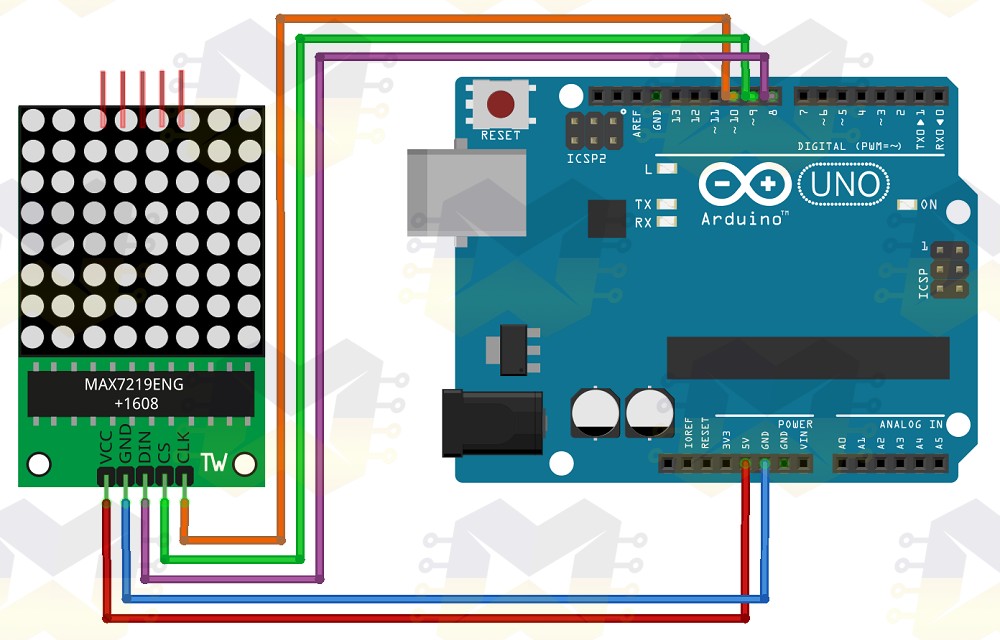 MAX7219ENG
+1608
VCC
GND
DIN
CS
CLK
TW
RESET
ICSP2
AREF
GND
13
12
~11
~10
~9
8
7
~6
~5
4
~3
2
TXD▲1
RXD▼0
DIGITAL (PWM=~)
L
TX
RX
Arduino™
UNO
ON
1
ICSP
IOREF
RESET
3V3
5V
GND
GND
VIN
POWER
ANALOG IN
A0
A1
A2
A3
A4
A5